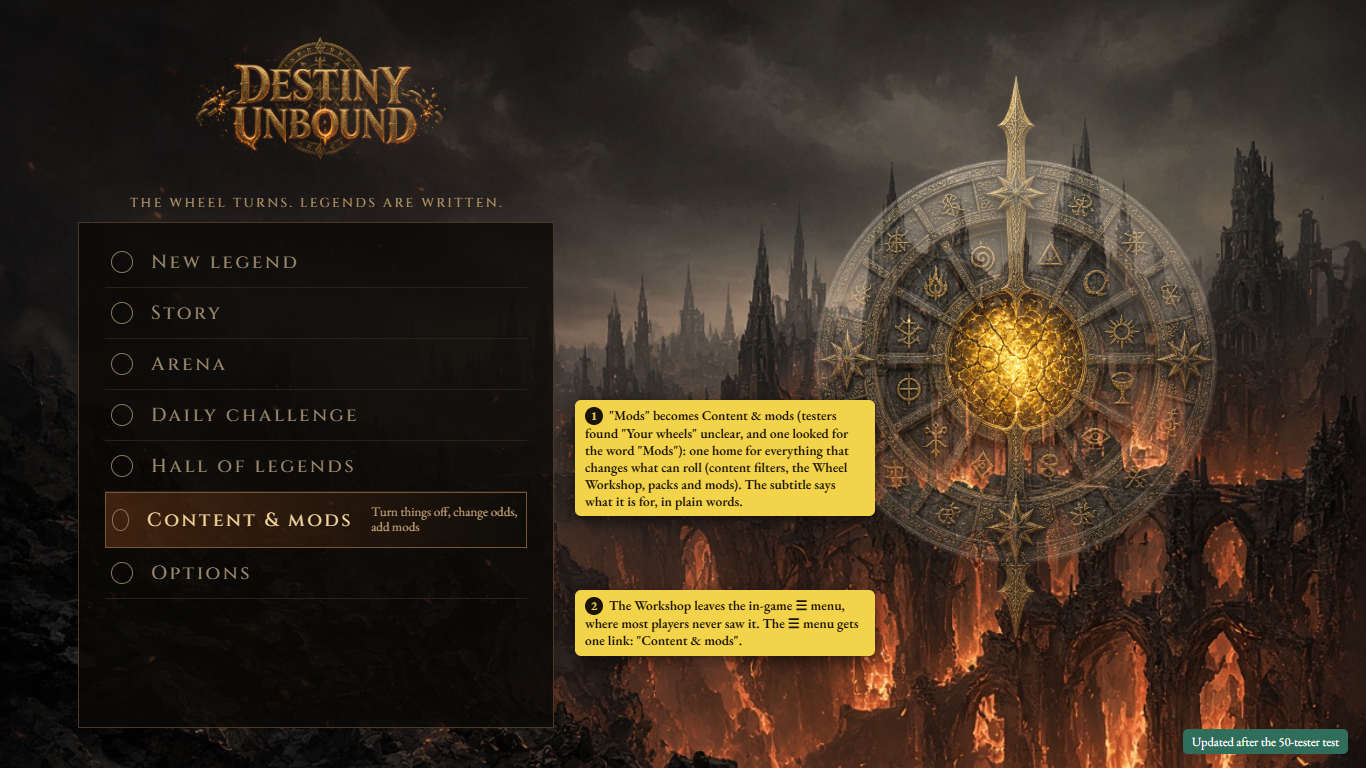 DESTINY
UNBOUND
THE WHEEL TURNS. LEGENDS ARE WRITTEN.
NEW LEGEND
STORY
ARENA
DAILY CHALLENGE
HALL OF LEGENDS
CONTENT & MODS
Turn things off, change odds,
add mods
OPTIONS
1 "Mods" becomes Content & mods (testers
found "Your wheels" unclear, and one looked for
the word "Mods"): one home for everything that
changes what can roll (content filters, the Wheel
Workshop, packs and mods). The subtitle says
what it is for, in plain words.
2 The Workshop leaves the in-game ☰ menu,
where most players never saw it. The ☰ menu gets
one link: "Content & mods".
Updated after the 50-tester test